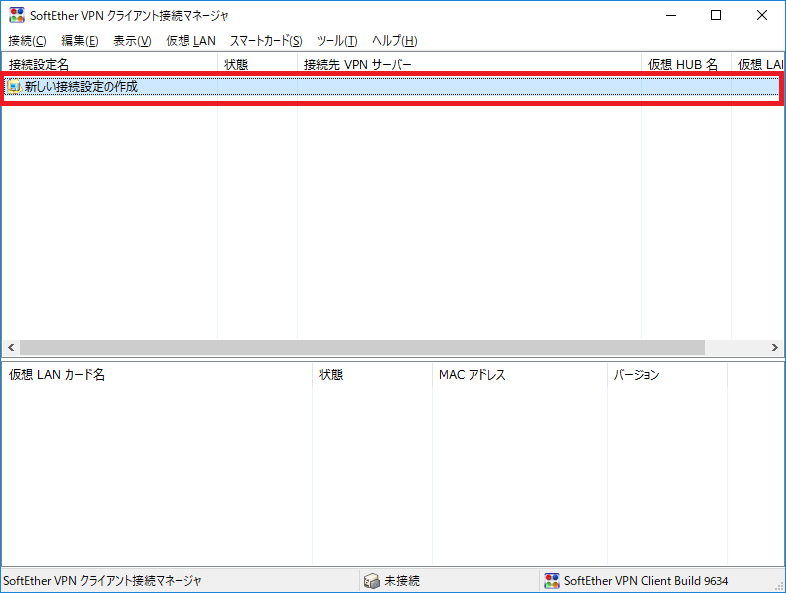 SoftEther VPN クライアント接続マネージャ
接続(C) 編集(E) 表示(V) 仮想 LAN スマートカード(S) ツール(T) ヘルプ(H)
接続設定名 状態 接続先 VPN サーバー 仮想 HUB 名 仮想 LAI
新しい接続設定の作成
仮想 LAN カード名 状態 MAC アドレス バージョン
SoftEther VPN クライアント接続マネージャ 未接続 SoftEther VPN Client Build 9634